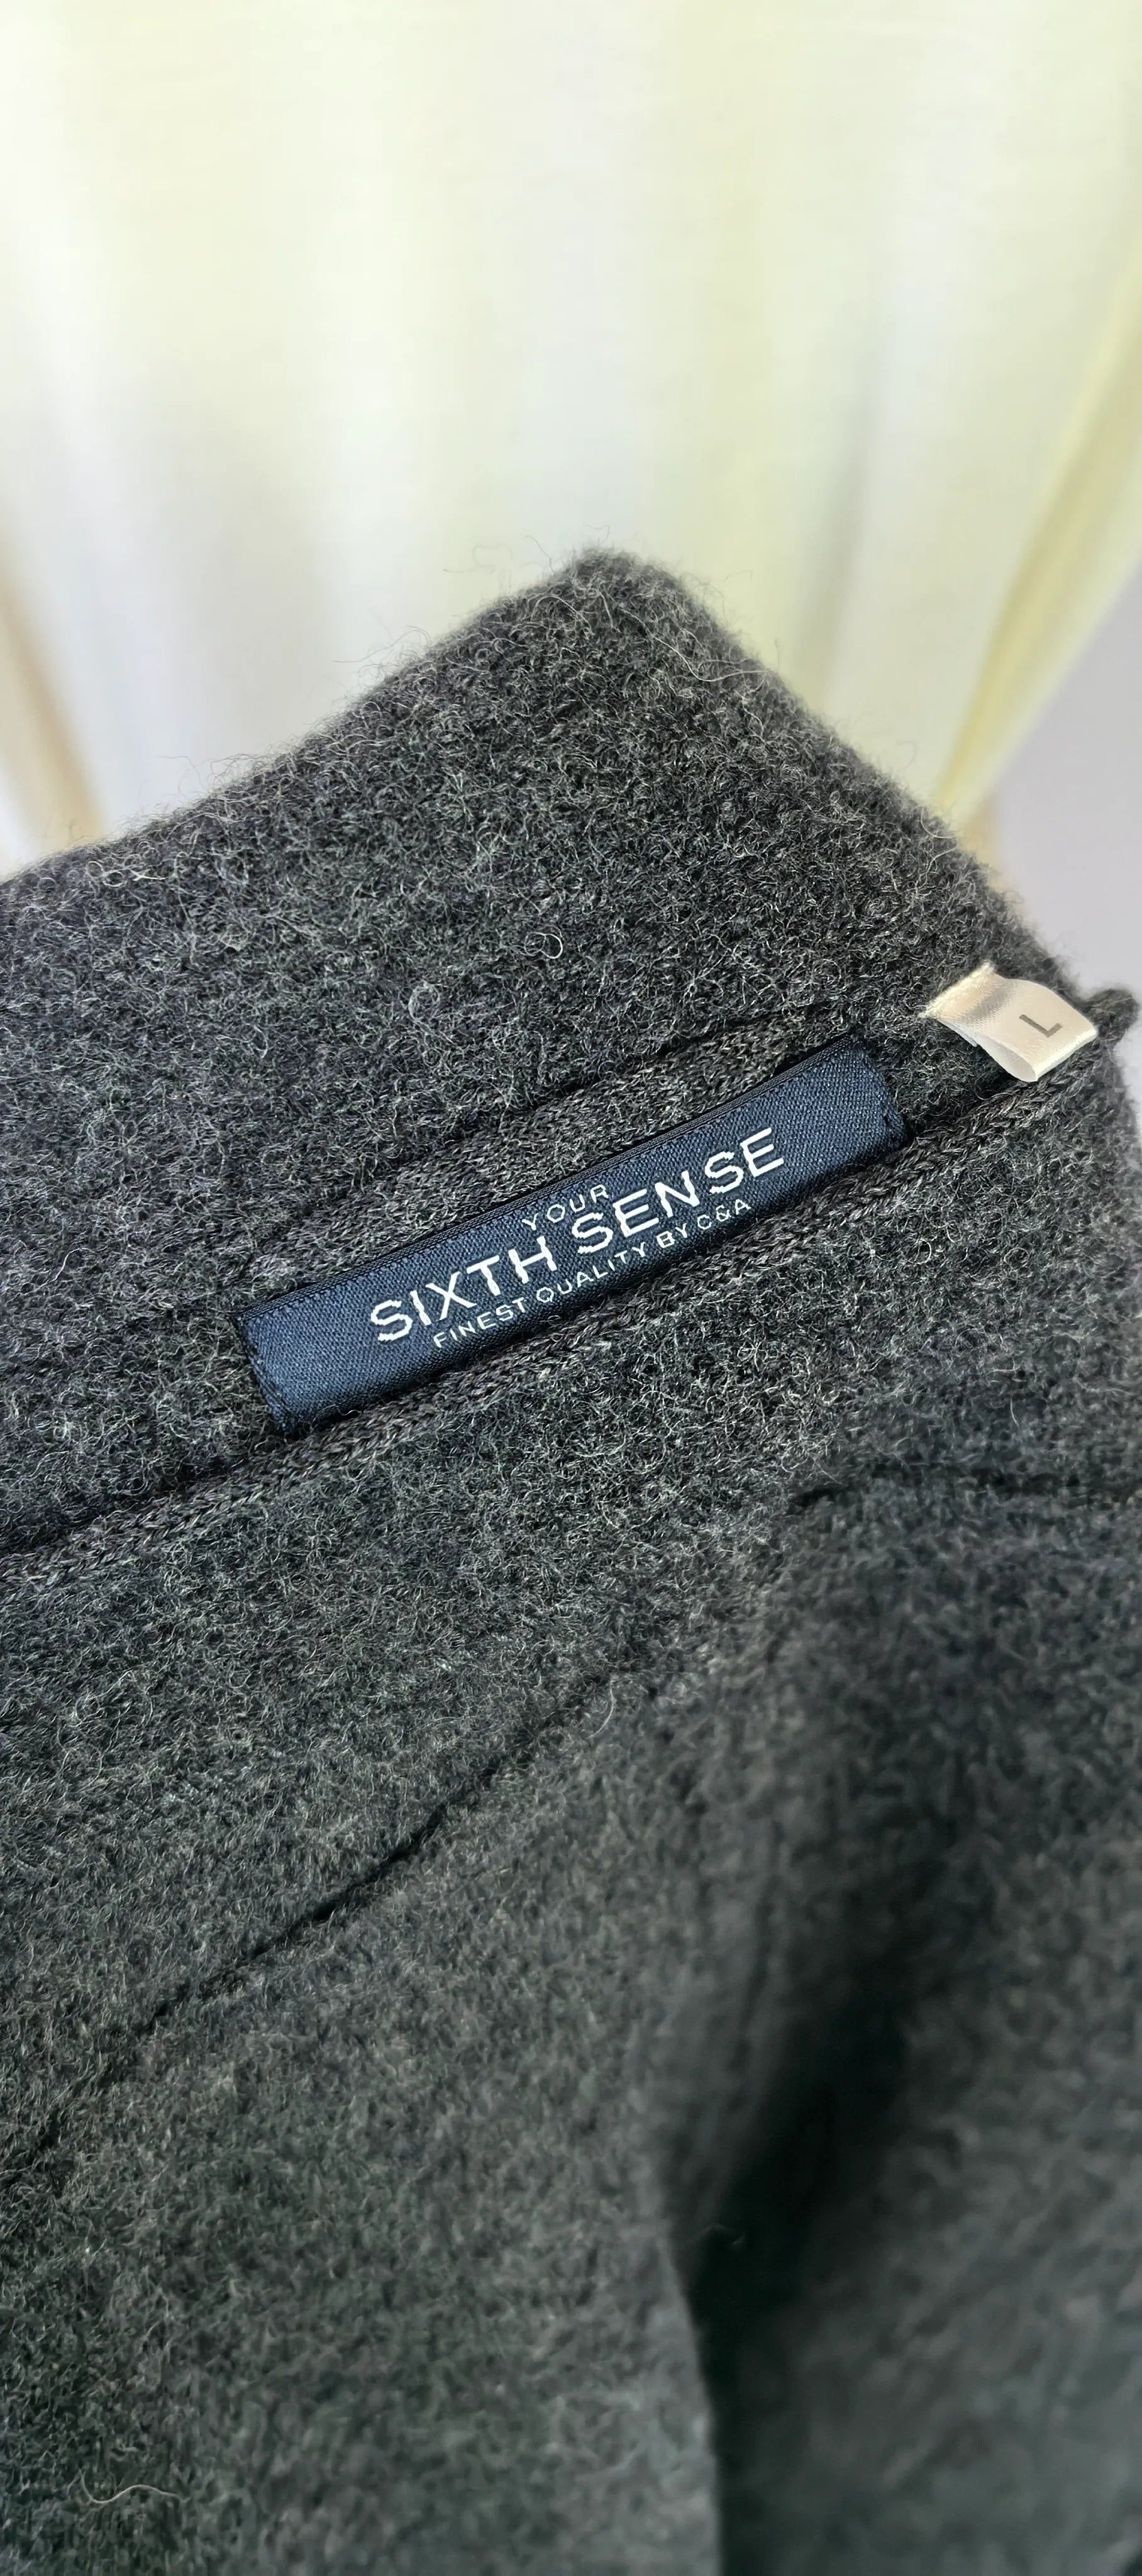 YOUR
SIXTH SENSE
FINEST QUALITY BY C&A
L